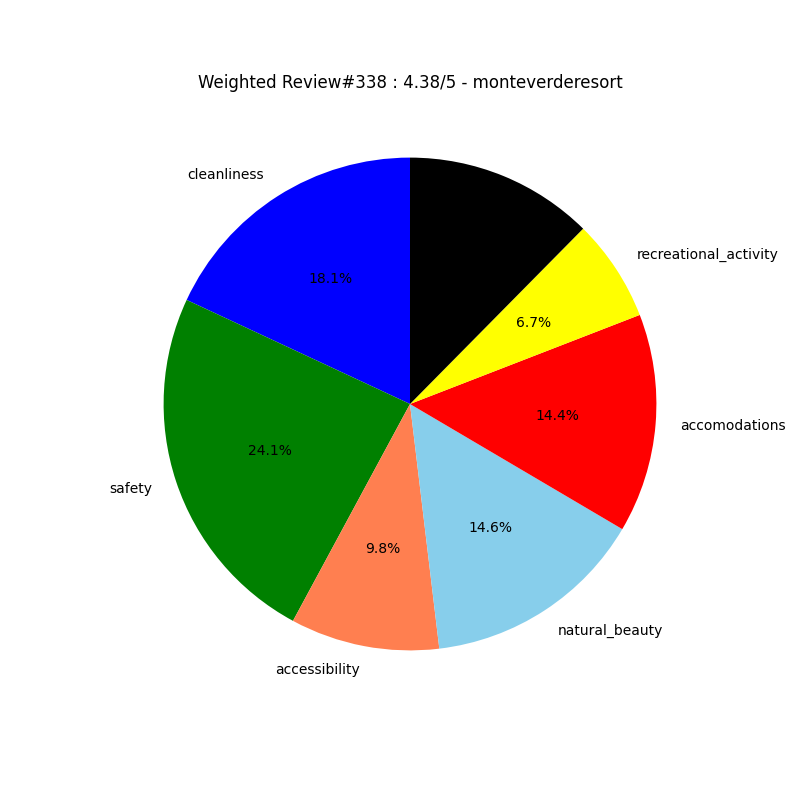 Weighted Review#338 : 4.38/5 - monteverderesort
cleanliness
recreational_activity
18.1%
6.7%
14.4%
accomodations
24.1%
safety
14.6%
9.8%
natural_beauty
accessibility